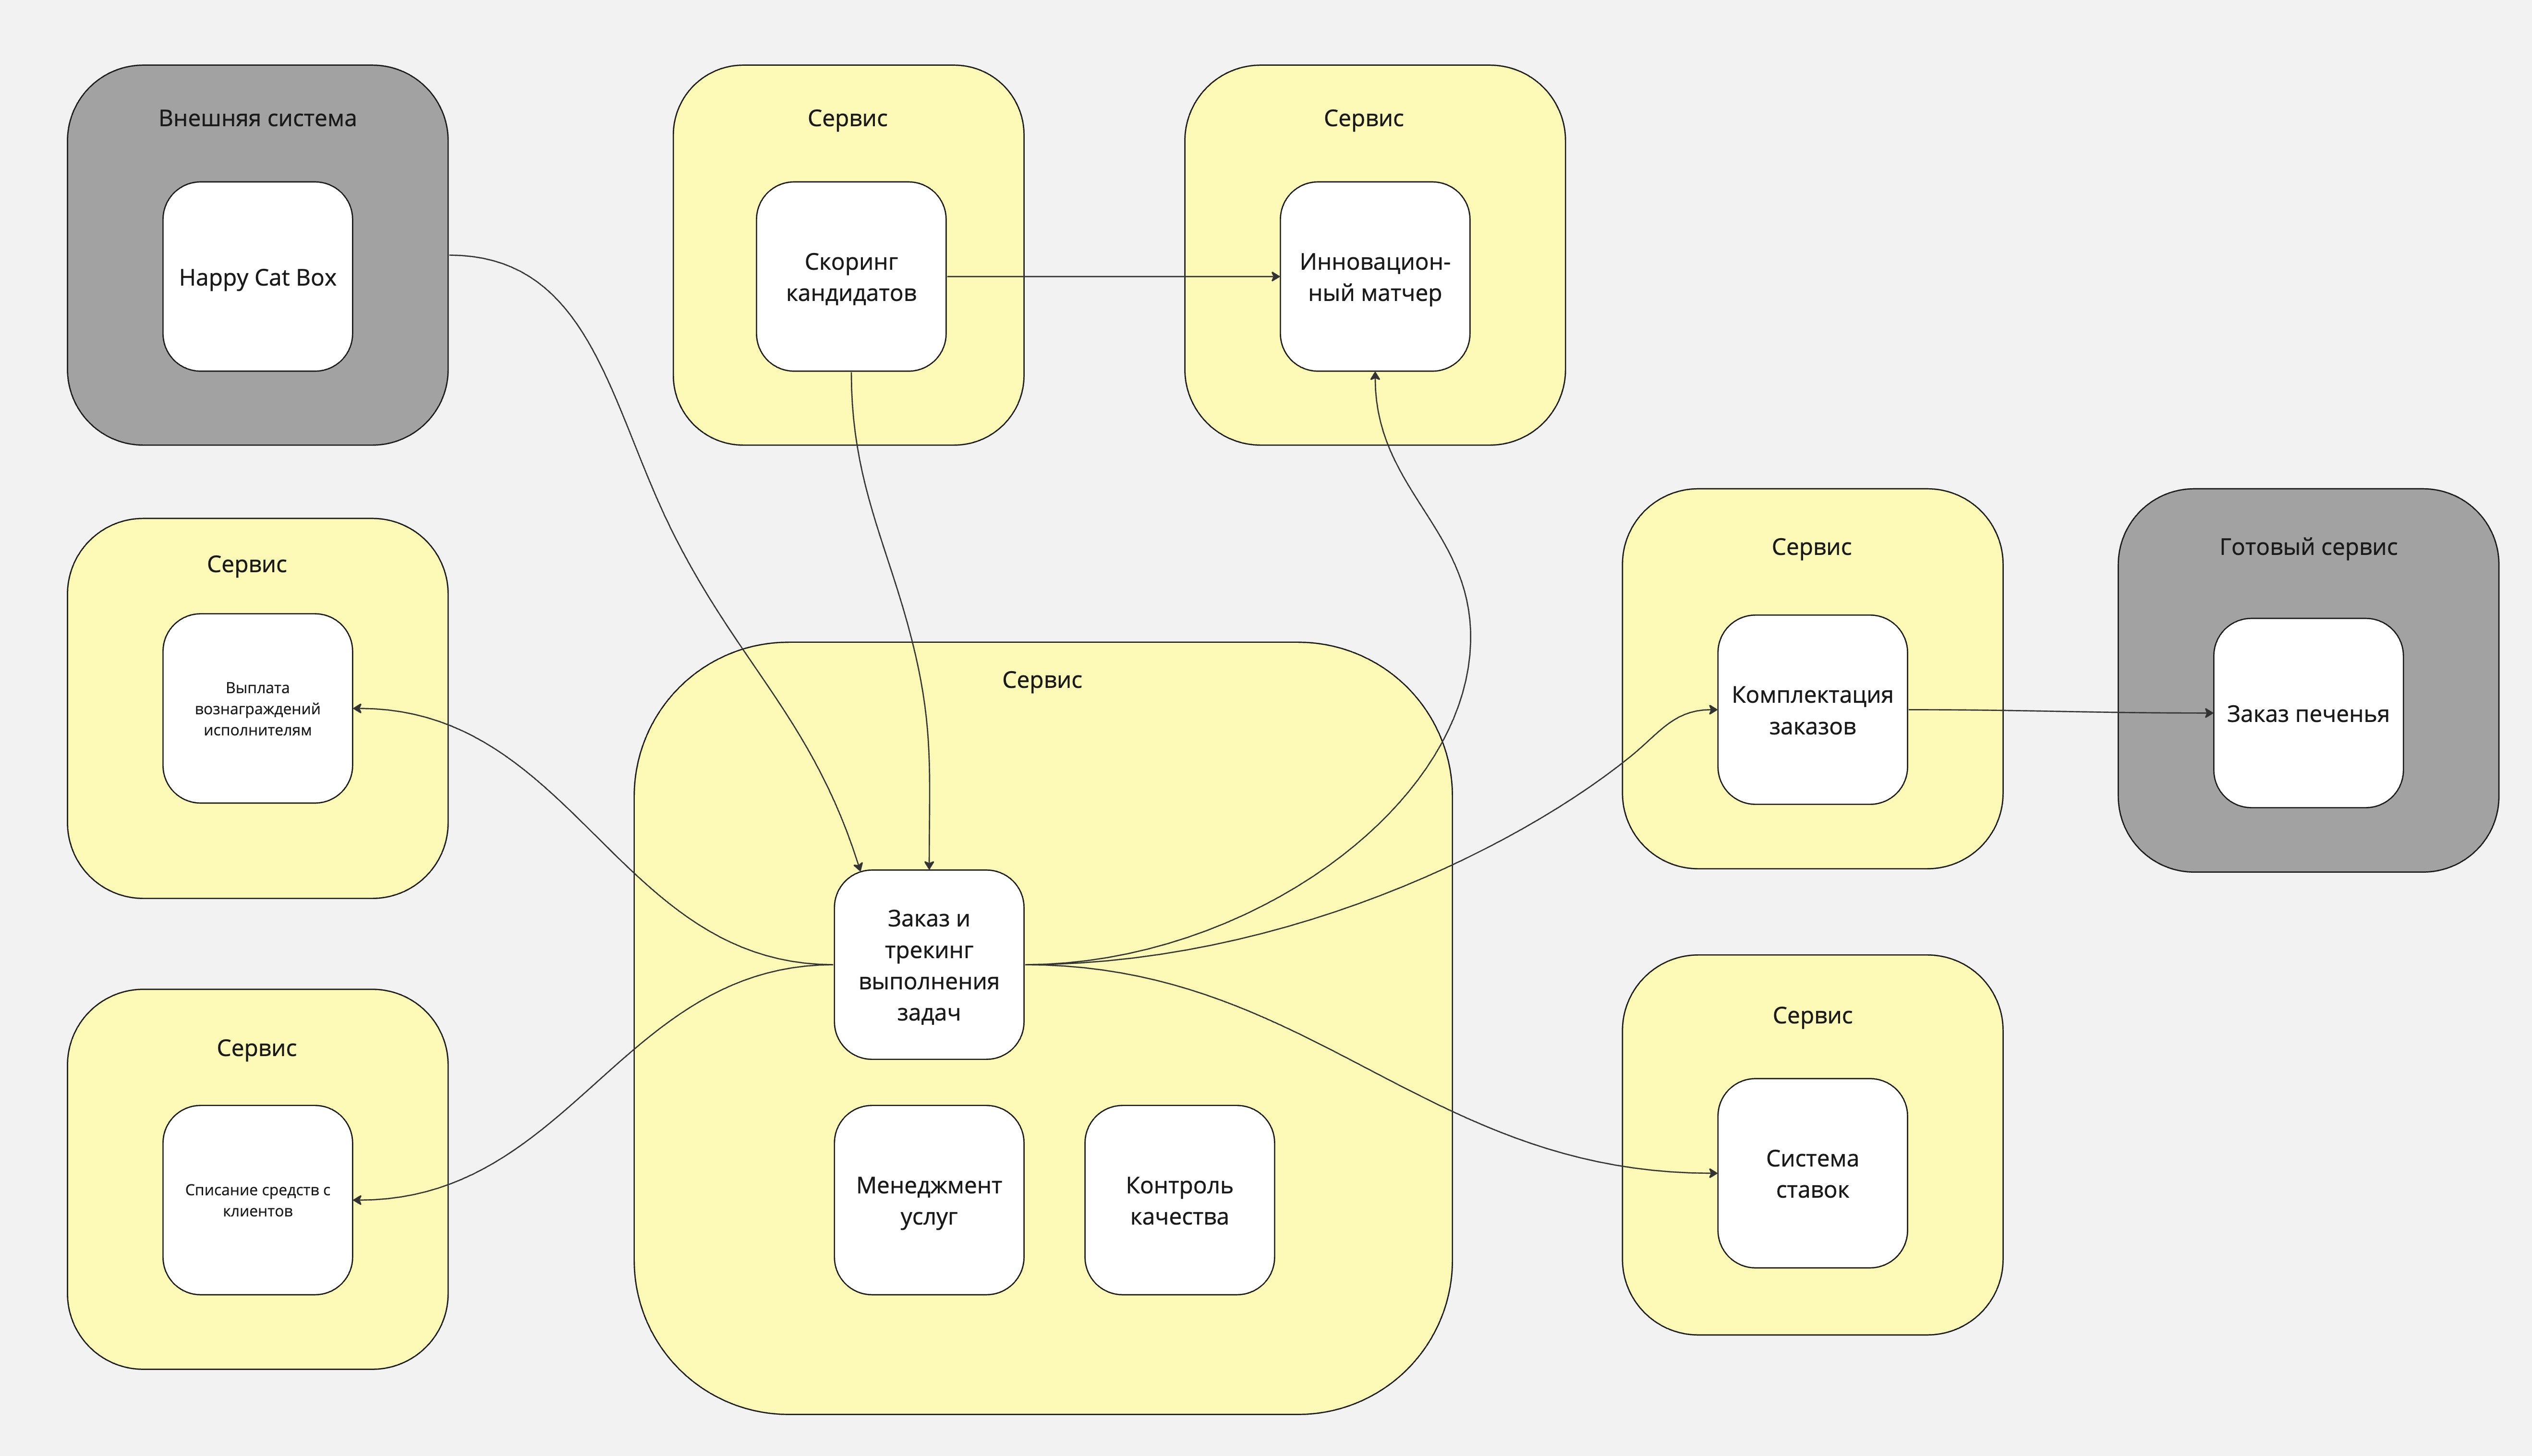 Внешняя система
Happy Cat Box
Сервис
Скоринг
кандидатов
Сервис
Инновацион-
ный матчер
Сервис
Выплата
вознаграждений
исполнителям
Сервис
Комплектация
заказов
Готовый сервис
Заказ печенья
Сервис
Заказ и
трекинг
выполнения
задач
Менеджмент
услуг
Контроль
качества
Сервис
Списание средств с
клиентов
Сервис
Система
ставок